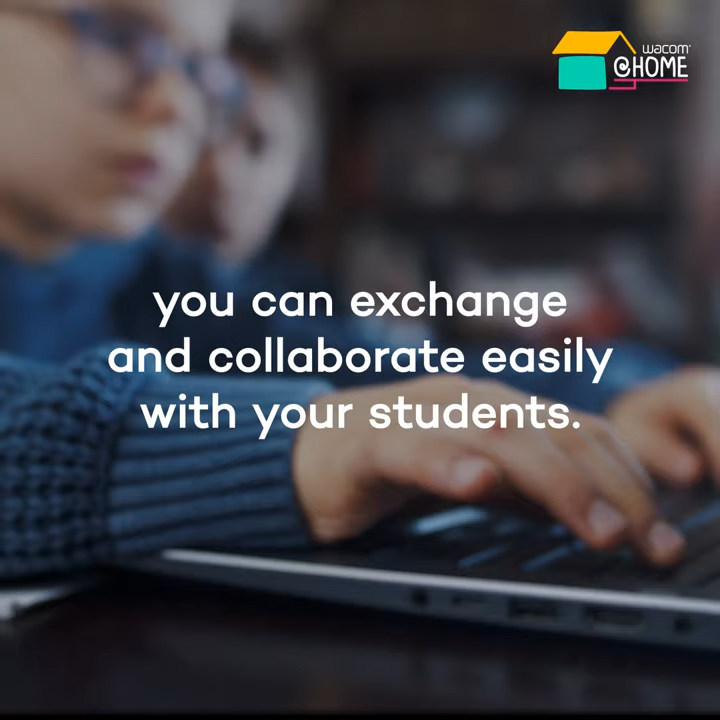 wacom®
@HOME
you can exchange
and collaborate easily
with your students.